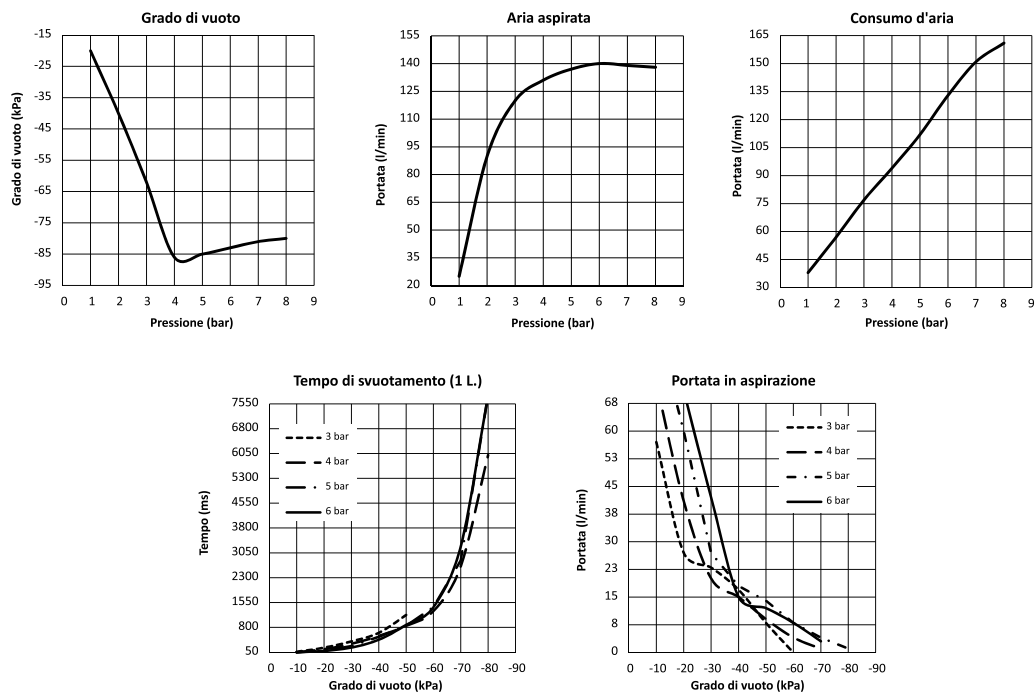 Grado di vuoto
Grado di vuoto (kPa)
-15
-25
-35
-45
-55
-65
-75
-85
-95
0 1 2 3 4 5 6 7 8 9
Pressione (bar)
Aria aspirata
Portata (l/min)
155
140
125
110
95
80
65
50
35
20
0 1 2 3 4 5 6 7 8 9
Pressione (bar)
Consumo d'aria
Portata (l/min)
165
150
135
120
105
90
75
60
45
30
0 1 2 3 4 5 6 7 8 9
Pressione (bar)
Tempo di svuotamento (1 L.)
Tempo (ms)
7550
6800
6050
5300
4550
3800
3050
2300
1550
800
50
3 bar
4 bar
5 bar
6 bar
0 -10 -20 -30 -40 -50 -60 -70 -80 -90
Grado di vuoto (kPa)
Portata in aspirazione
Portata (l/min)
68
60
53
45
38
30
23
15
8
0
3 bar
4 bar
5 bar
6 bar
0 -10 -20 -30 -40 -50 -60 -70 -80 -90
Grado di vuoto (kPa)